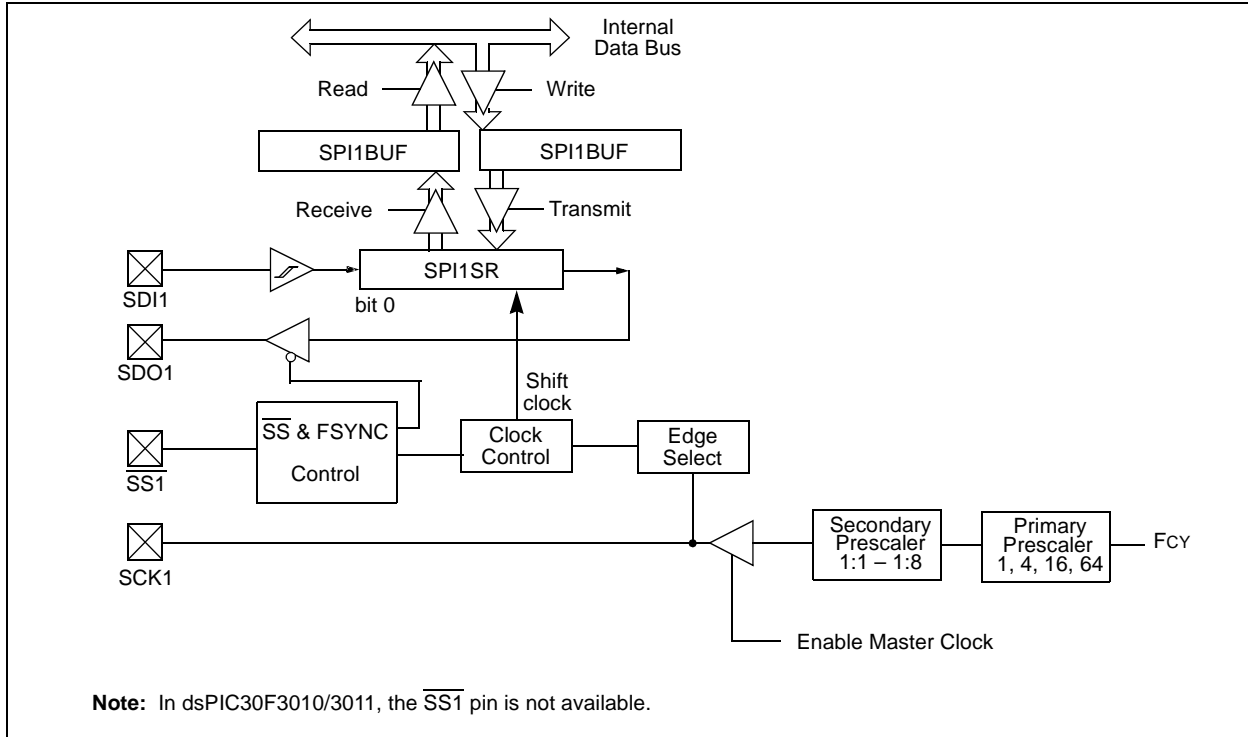 Internal
Data Bus
Read
Write
SPI1BUF
SPI1BUF
Receive
Transmit
SPI1SR
SDI1
bit 0
SDO1
Shift
clock
SS & FSYNC
Control
Clock
Control
Edge
Select
SS1
Secondary
Prescaler
1:1 – 1:8
Primary
Prescaler
1, 4, 16, 64
FCY
SCK1
Enable Master Clock
Note: In dsPIC30F3010/3011, the SS1 pin is not available.